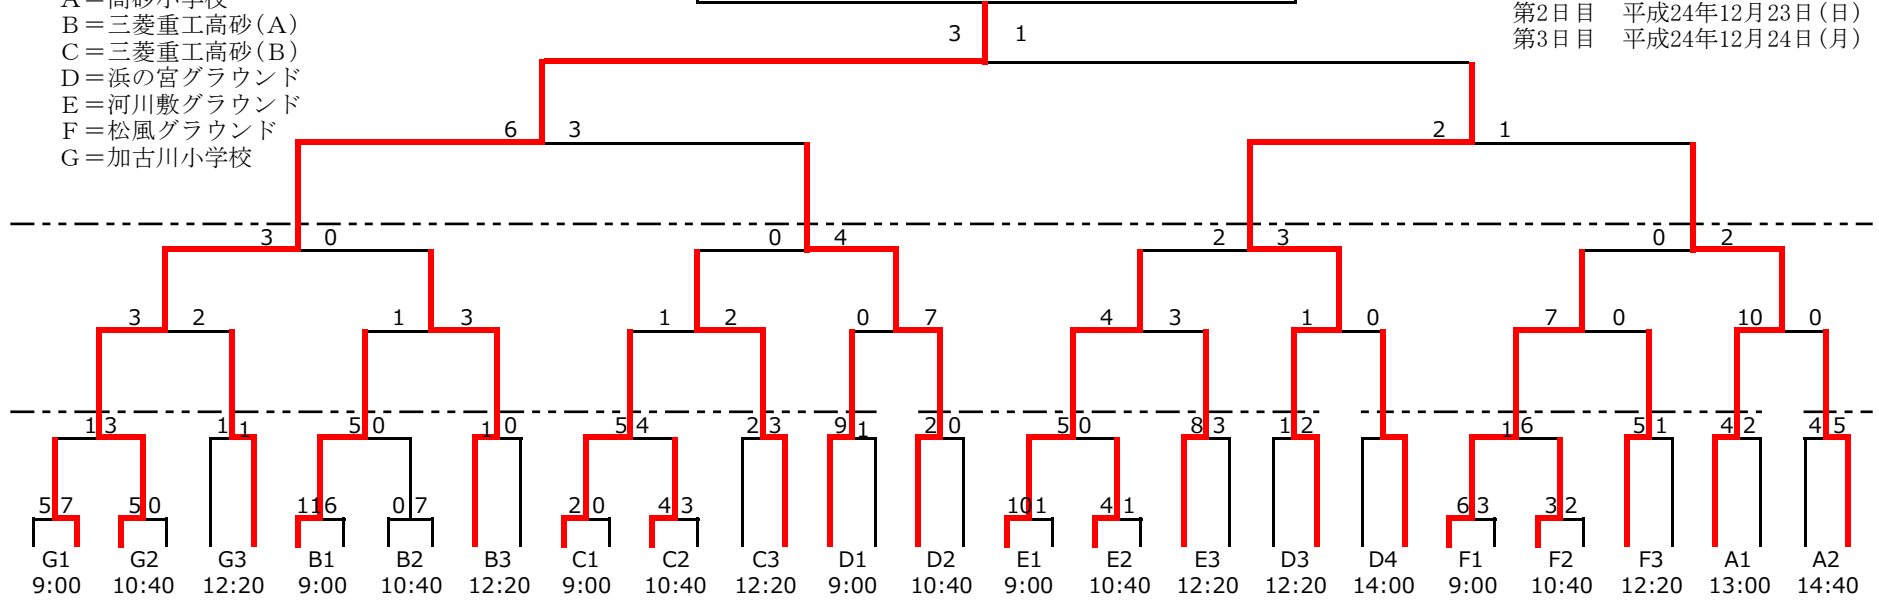 A＝高砂小学校
B＝三菱重工高砂(A)
C＝三菱重工高砂(B)
D＝浜の宮グラウンド
E＝河川敷グラウンド
F＝松風グラウンド
G＝加古川小学校
第2日目　平成24年12月23日(日)
第3日目　平成24年12月24日(月)
3 1
6 3 2 1
3 0 0 4 2 3 0 2
3 2 1 3 1 2 0 7 4 3 1 0 7 0 10 0
1 3 1 1 5 0 1 0 5 4 2 3 9 1 2 0 5 0 8 3 1 2 1 6 5 1 4 2 4 5
5 7 5 0 11 6 0 7 2 0 4 3 10 1 4 1 6 3 3 2
G1 G2 G3 B1 B2 B3 C1 C2 C3 D1 D2 E1 E2 E3 D3 D4 F1 F2 F3 A1 A2
9:00 10:40 12:20 9:00 10:40 12:20 9:00 10:40 12:20 9:00 10:40 9:00 10:40 12:20 12:20 14:00 9:00 10:40 12:20 13:00 14:40